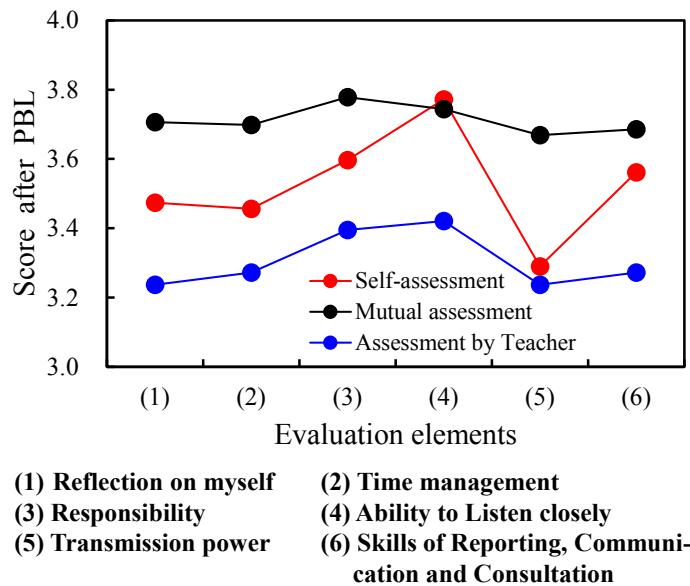 4.0
3.8
3.6
3.4
3.2
3.0
Score after PBL
Self-assessment
Mutual assessment
Assessment by Teacher
(1) (2) (3) (4) (5) (6)
Evaluation elements
(1) Reflection on myself (2) Time management
(3) Responsibility (4) Ability to Listen closely
(5) Transmission power (6) Skills of Reporting, Communi-
cation and Consultation